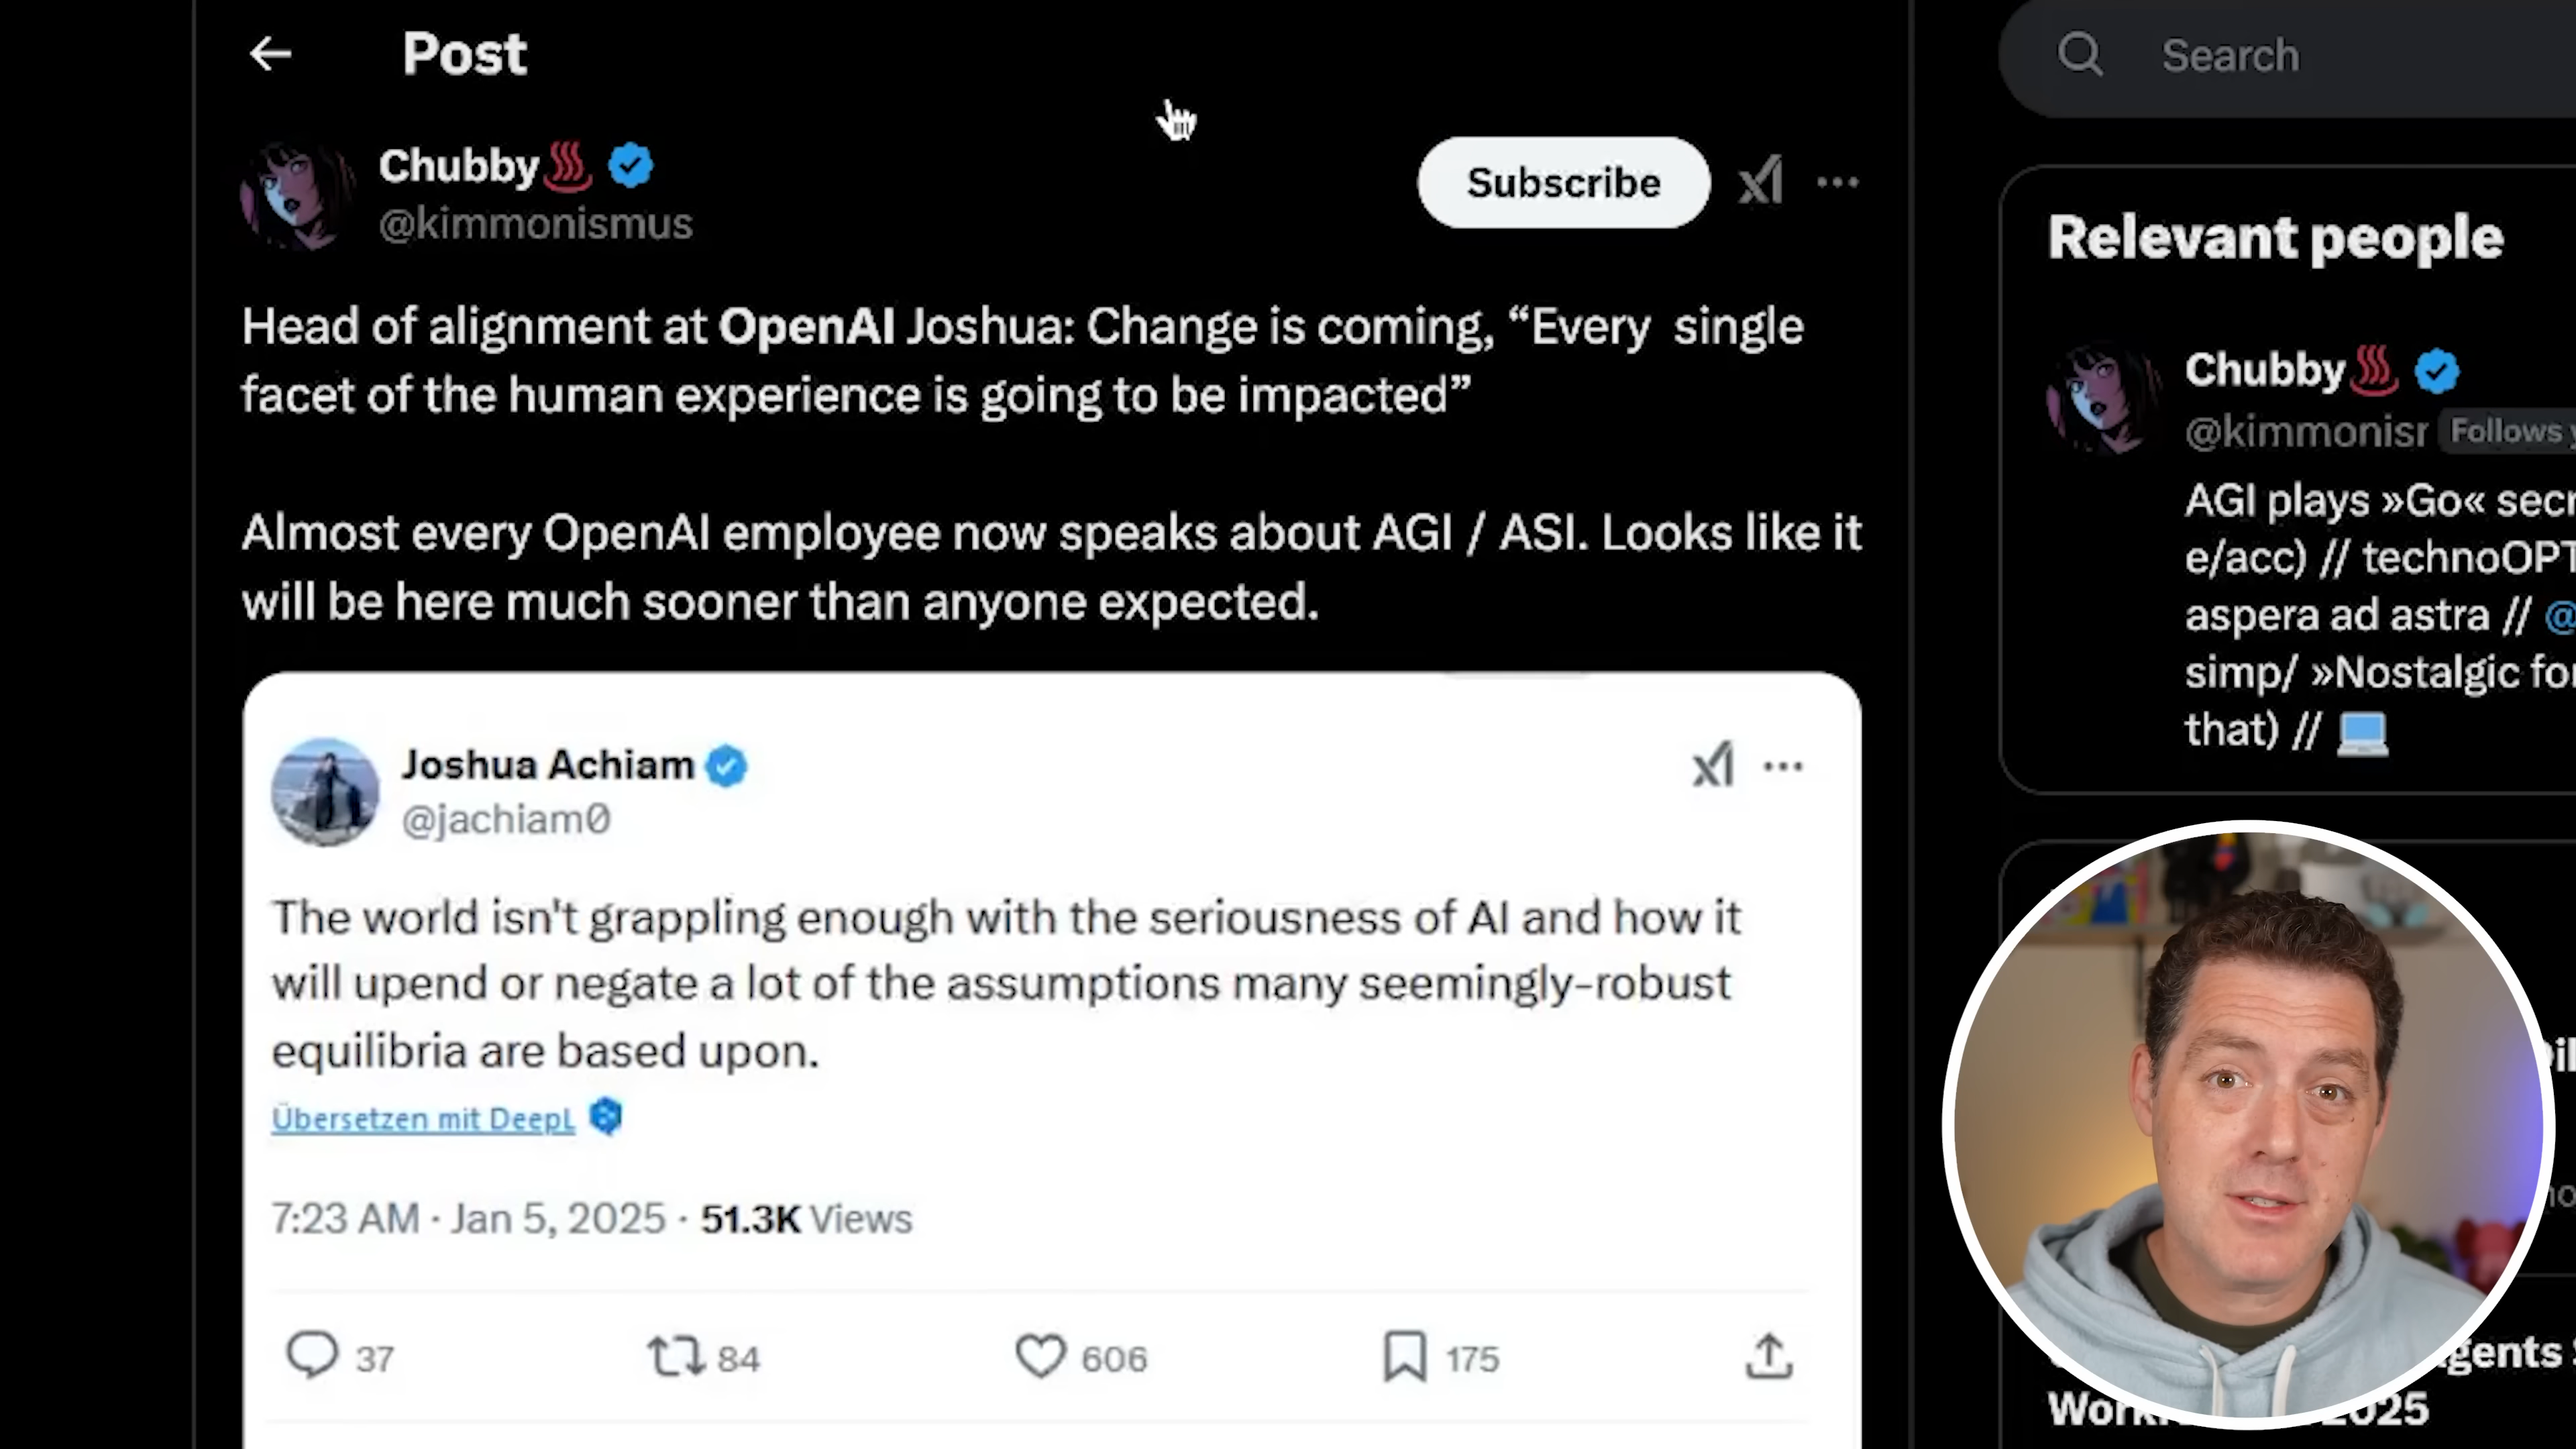 Post
Search
Chubby♨️
@kimmonismus
Subscribe
Head of alignment at OpenAI Joshua: Change is coming, “Every single
facet of the human experience is going to be impacted”
Almost every OpenAI employee now speaks about AGI / ASI. Looks like it
will be here much sooner than anyone expected.
Joshua Achiam
@jachiam0
The world isn't grappling enough with the seriousness of AI and how it
will upend or negate a lot of the assumptions many seemingly-robust
equilibria are based upon.
Übersetzen mit DeepL
7:23 AM · Jan 5, 2025 · 51.3K Views
37 84 606 175
Relevant people
Chubby♨️
@kimmonisr Follows
AGI plays »Go«
e/acc) //
aspera ad astra // @
simp/ »Nostalgic
that) // 💻
2025